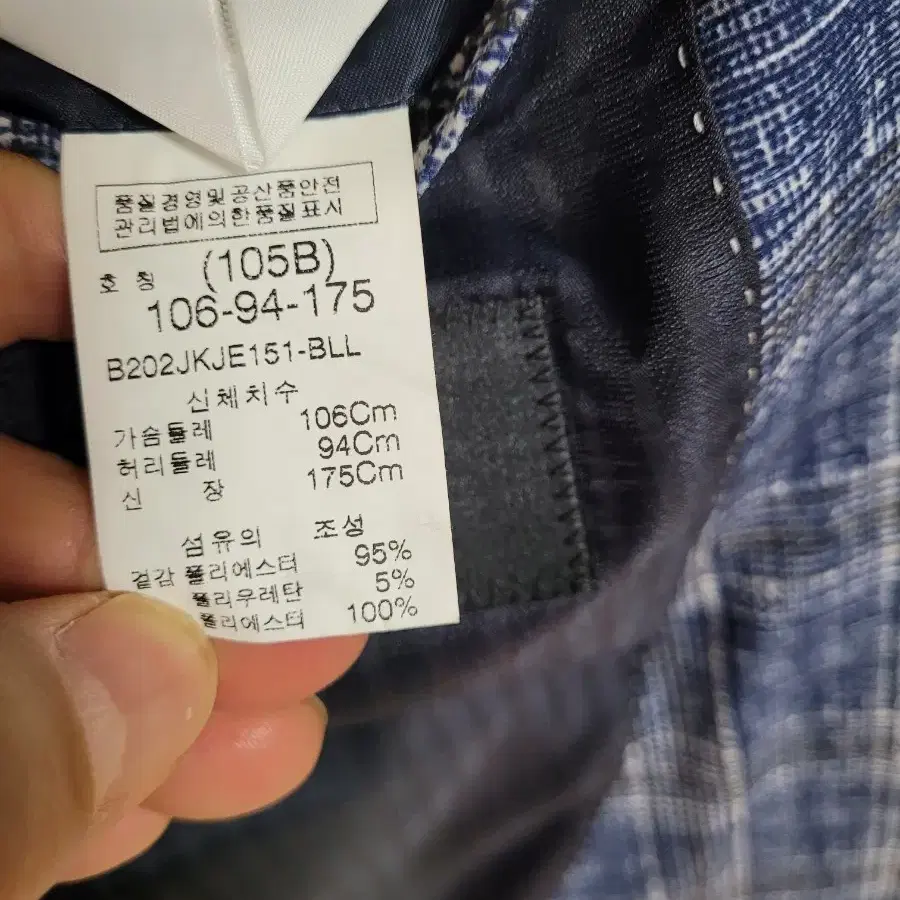 품질경영및공산품안전
관리법에의한품질표시
호 칭 (105B)
106-94-175
B202JKJE151-BLL
신체치수
가슴둘레 106Cm
허리둘레 94Cm
신 장 175Cm
섬유의 조성
겉감 폴리에스터 95%
폴리우레탄 5%
폴리에스터 100%